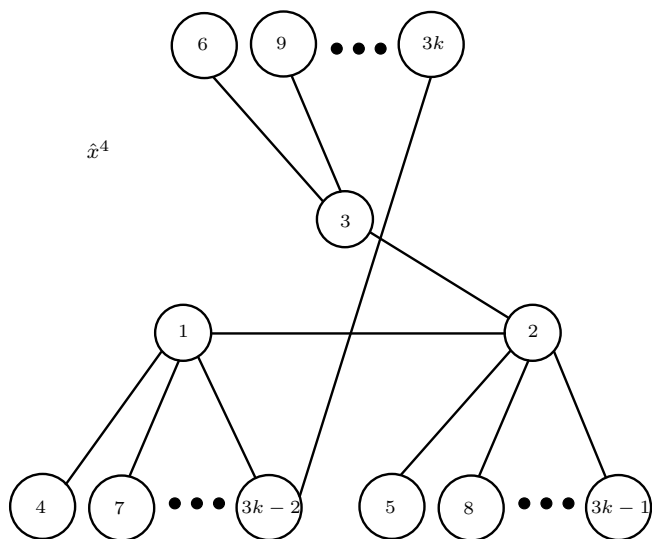 6 9 ••• 3k
x̂⁴
3
1 2
4 7 ••• 3k − 2 5 8 ••• 3k − 1